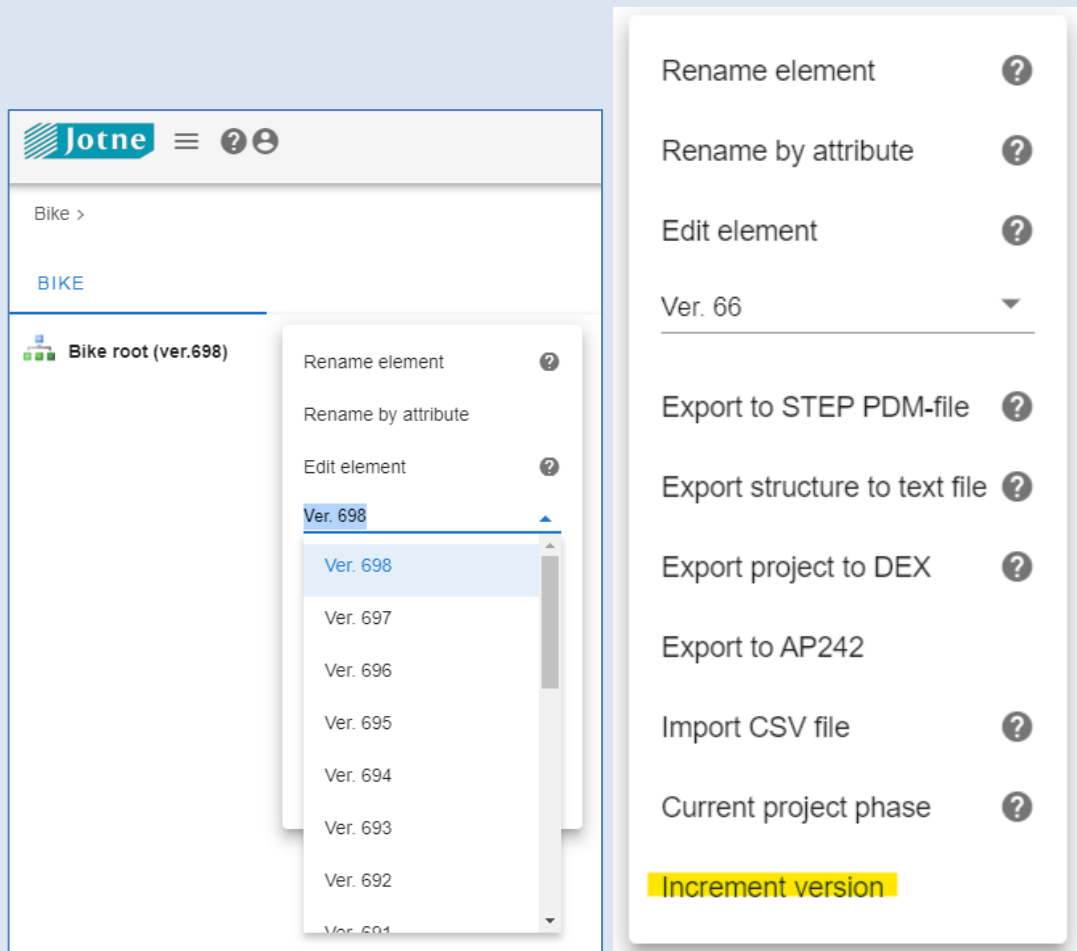 Jotne
Bike >
BIKE
Bike root (ver.698)
Rename element
Rename by attribute
Edit element
Ver. 698
Ver. 698
Ver. 697
Ver. 696
Ver. 695
Ver. 694
Ver. 693
Ver. 692
Ver. 691
Rename element
Rename by attribute
Edit element
Ver. 66
Export to STEP PDM-file
Export structure to text file
Export project to DEX
Export to AP242
Import CSV file
Current project phase
Increment version